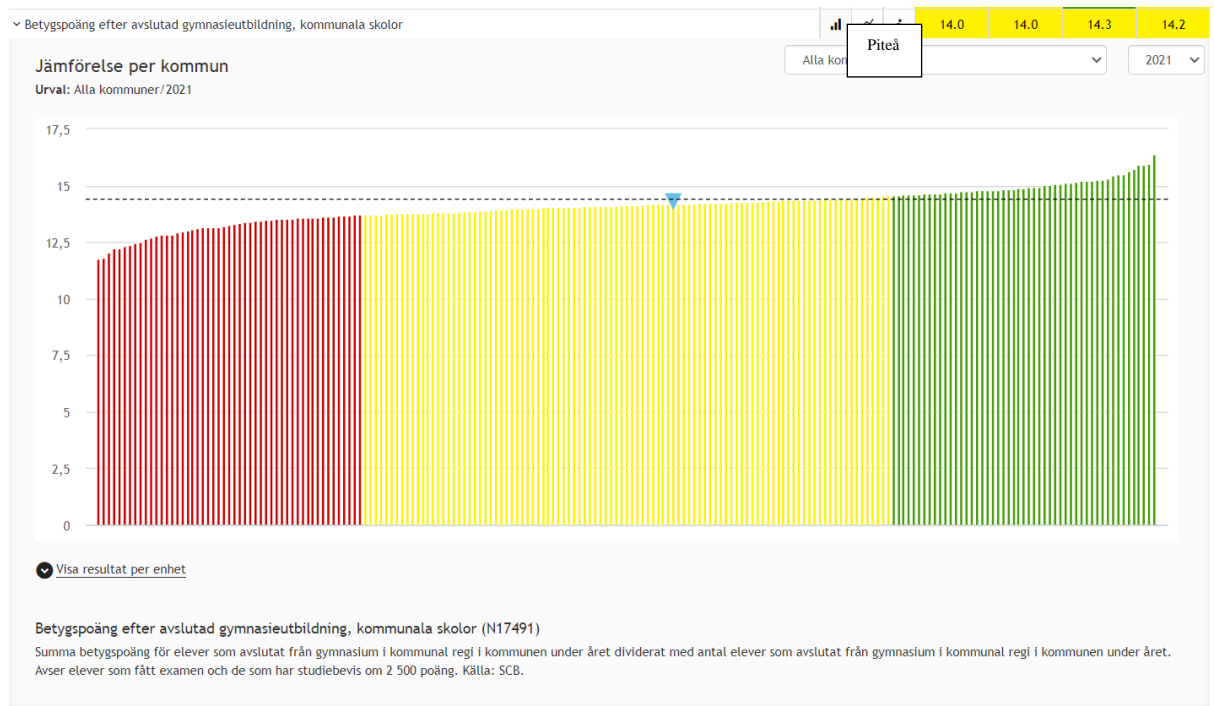 Betygspoäng efter avslutad gymnasieutbildning, kommunala skolor
14.0 14.0 14.3 14.2
Piteå
Alla kom
2021
Jämförelse per kommun
Urval: Alla kommuner/2021
17,5
15
12,5
10
7,5
5
2,5
0
Visa resultat per enhet
Betygspoäng efter avslutad gymnasieutbildning, kommunala skolor (N17491)
Summa betygspoäng för elever som avslutat från gymnasium i kommunal regi i kommunen under året dividerat med antal elever som avslutat från gymnasium i kommunal regi i kommunen under året.
Avser elever som fått examen och de som har studiebevis om 2 500 poäng. Källa: SCB.